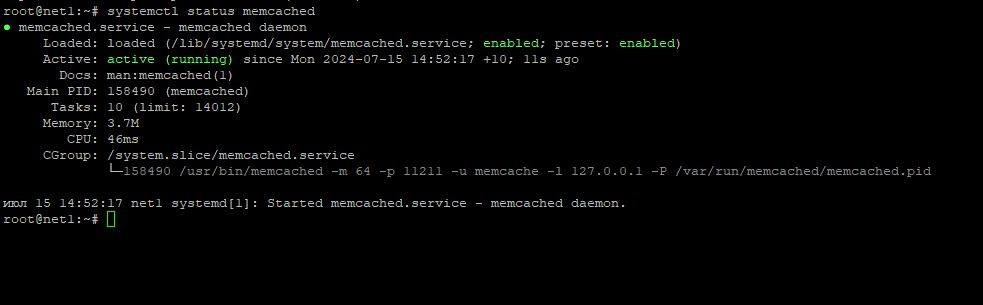 root@net1:~# systemctl status memcached
● memcached.service - memcached daemon
Loaded: loaded (/lib/systemd/system/memcached.service; enabled; preset: enabled)
Active: active (running) since Mon 2024-07-15 14:52:17 +10; 11s ago
Docs: man:memcached(1)
Main PID: 158490 (memcached)
Tasks: 10 (limit: 14012)
Memory: 3.7M
CPU: 46ms
CGroup: /system.slice/memcached.service
└─158490 /usr/bin/memcached -m 64 -p 11211 -u memcache -l 127.0.0.1 -P /var/run/memcached/memcached.pid
июл 15 14:52:17 net1 systemd[1]: Started memcached.service - memcached daemon.
root@net1:~#